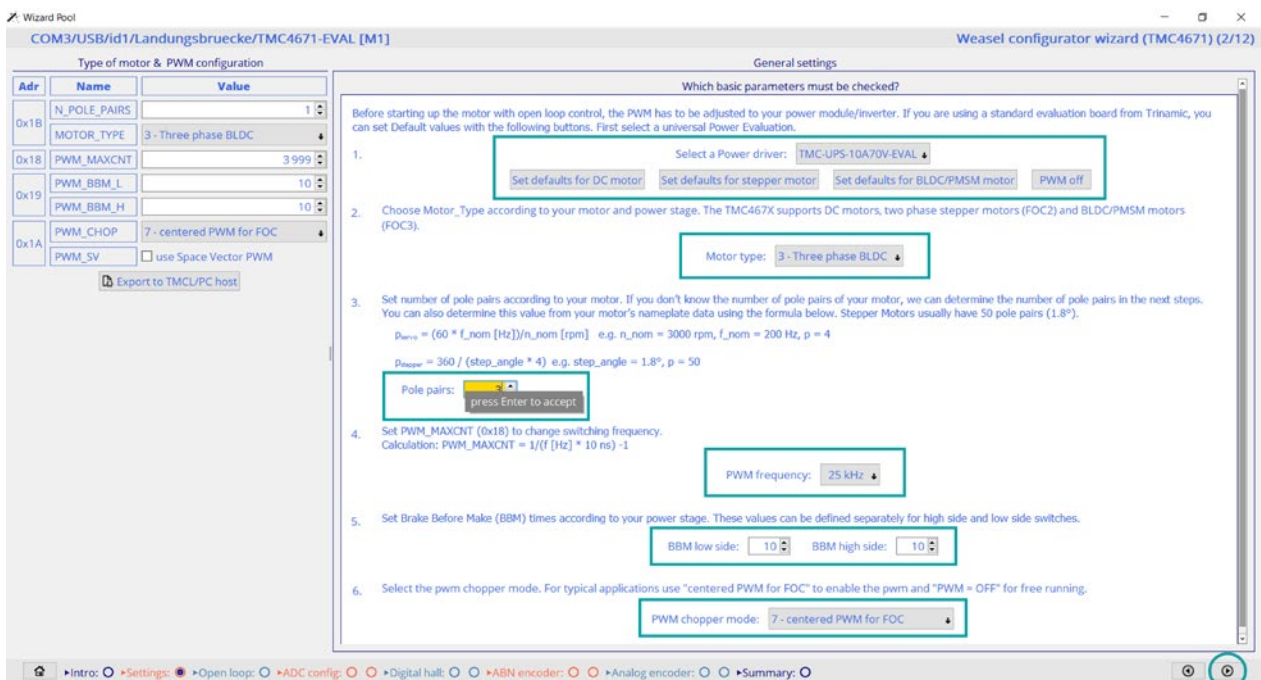 Wizard Pool
COM3/USB/id1/Landungsbruecke/TMC4671-EVAL [M1]
Weasel configurator wizard (TMC4671) (2/12)
Type of motor & PWM configuration
Adr Name Value
0x1B N_POLE_PAIRS 1
MOTOR_TYPE 3 - Three phase BLDC
0x18 PWM_MAXCNT 3 999
0x19 PWM_BBM_L 10
PWM_BBM_H 10
0x1A PWM_CHOP 7 - centered PWM for FOC
PWM_SV use Space Vector PWM
Export to TMCL/PC host
General settings
Which basic parameters must be checked?
Before starting up the motor with open loop control, the PWM has to be adjusted to your power module/inverter. If you are using a standard evaluation board from Trinamic, you
can set Default values with the following buttons. First select a universal Power Evaluation.
1. Select a Power driver: TMC-UPS-10A70V-EVAL
Set defaults for DC motor Set defaults for stepper motor Set defaults for BLDC/PMSM motor PWM off
2. Choose Motor_Type according to your motor and power stage. The TMC467X supports DC motors, two phase stepper motors (FOC2) and BLDC/PMSM motors
(FOC3).
Motor type: 3 - Three phase BLDC
3. Set number of pole pairs according to your motor. If you don't know the number of pole pairs of your motor, we can determine the number of pole pairs in the next steps.
You can also determine this value from your motor's nameplate data using the formula below. Stepper Motors usually have 50 pole pairs (1.8°).
pservo = (60 * f_nom [Hz])/n_nom [rpm] e.g. n_nom = 3000 rpm, f_nom = 200 Hz, p = 4
pstepper = 360 / (step_angle * 4) e.g. step_angle = 1.8°, p = 50
Pole pairs: 3
press Enter to accept
4. Set PWM_MAXCNT (0x18) to change switching frequency.
Calculation: PWM_MAXCNT = 1/(f [Hz] * 10 ns) -1
PWM frequency: 25 kHz
5. Set Brake Before Make (BBM) times according to your power stage. These values can be defined separately for high side and low side switches.
BBM low side: 10 BBM high side: 10
6. Select the pwm chopper mode. For typical applications use "centered PWM for FOC" to enable the pwm and "PWM = OFF" for free running.
PWM chopper mode: 7 - centered PWM for FOC
Intro: Settings: Open loop: ADC config: Digital hall: ABN encoder: Analog encoder: Summary: